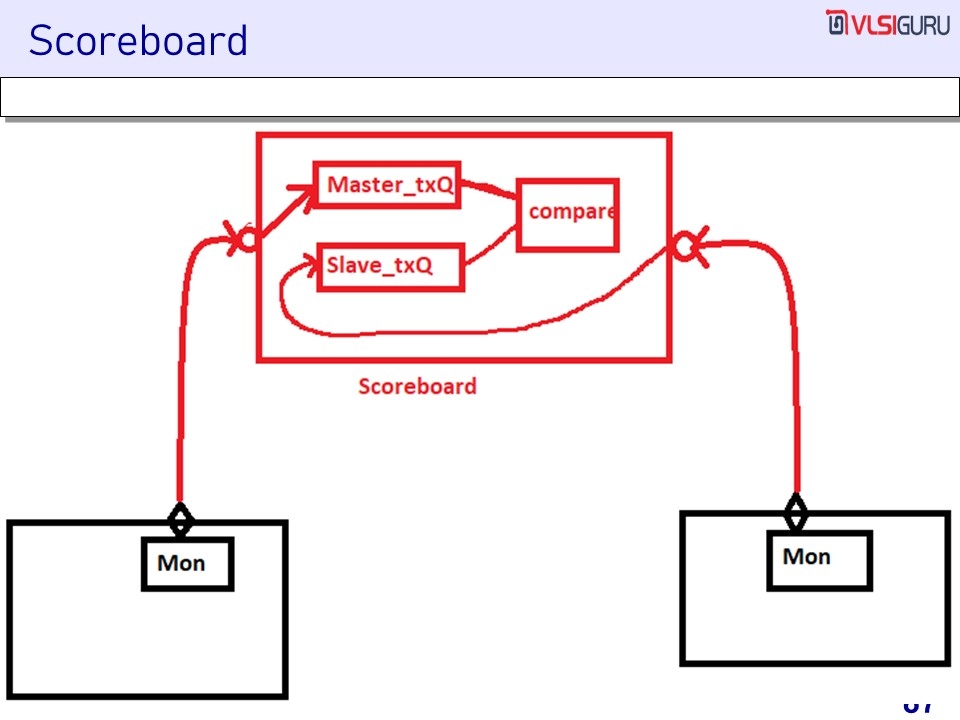 Scoreboard
VLSIGURU
Master_txQ
compare
Slave_txQ
Scoreboard
Mon
Mon